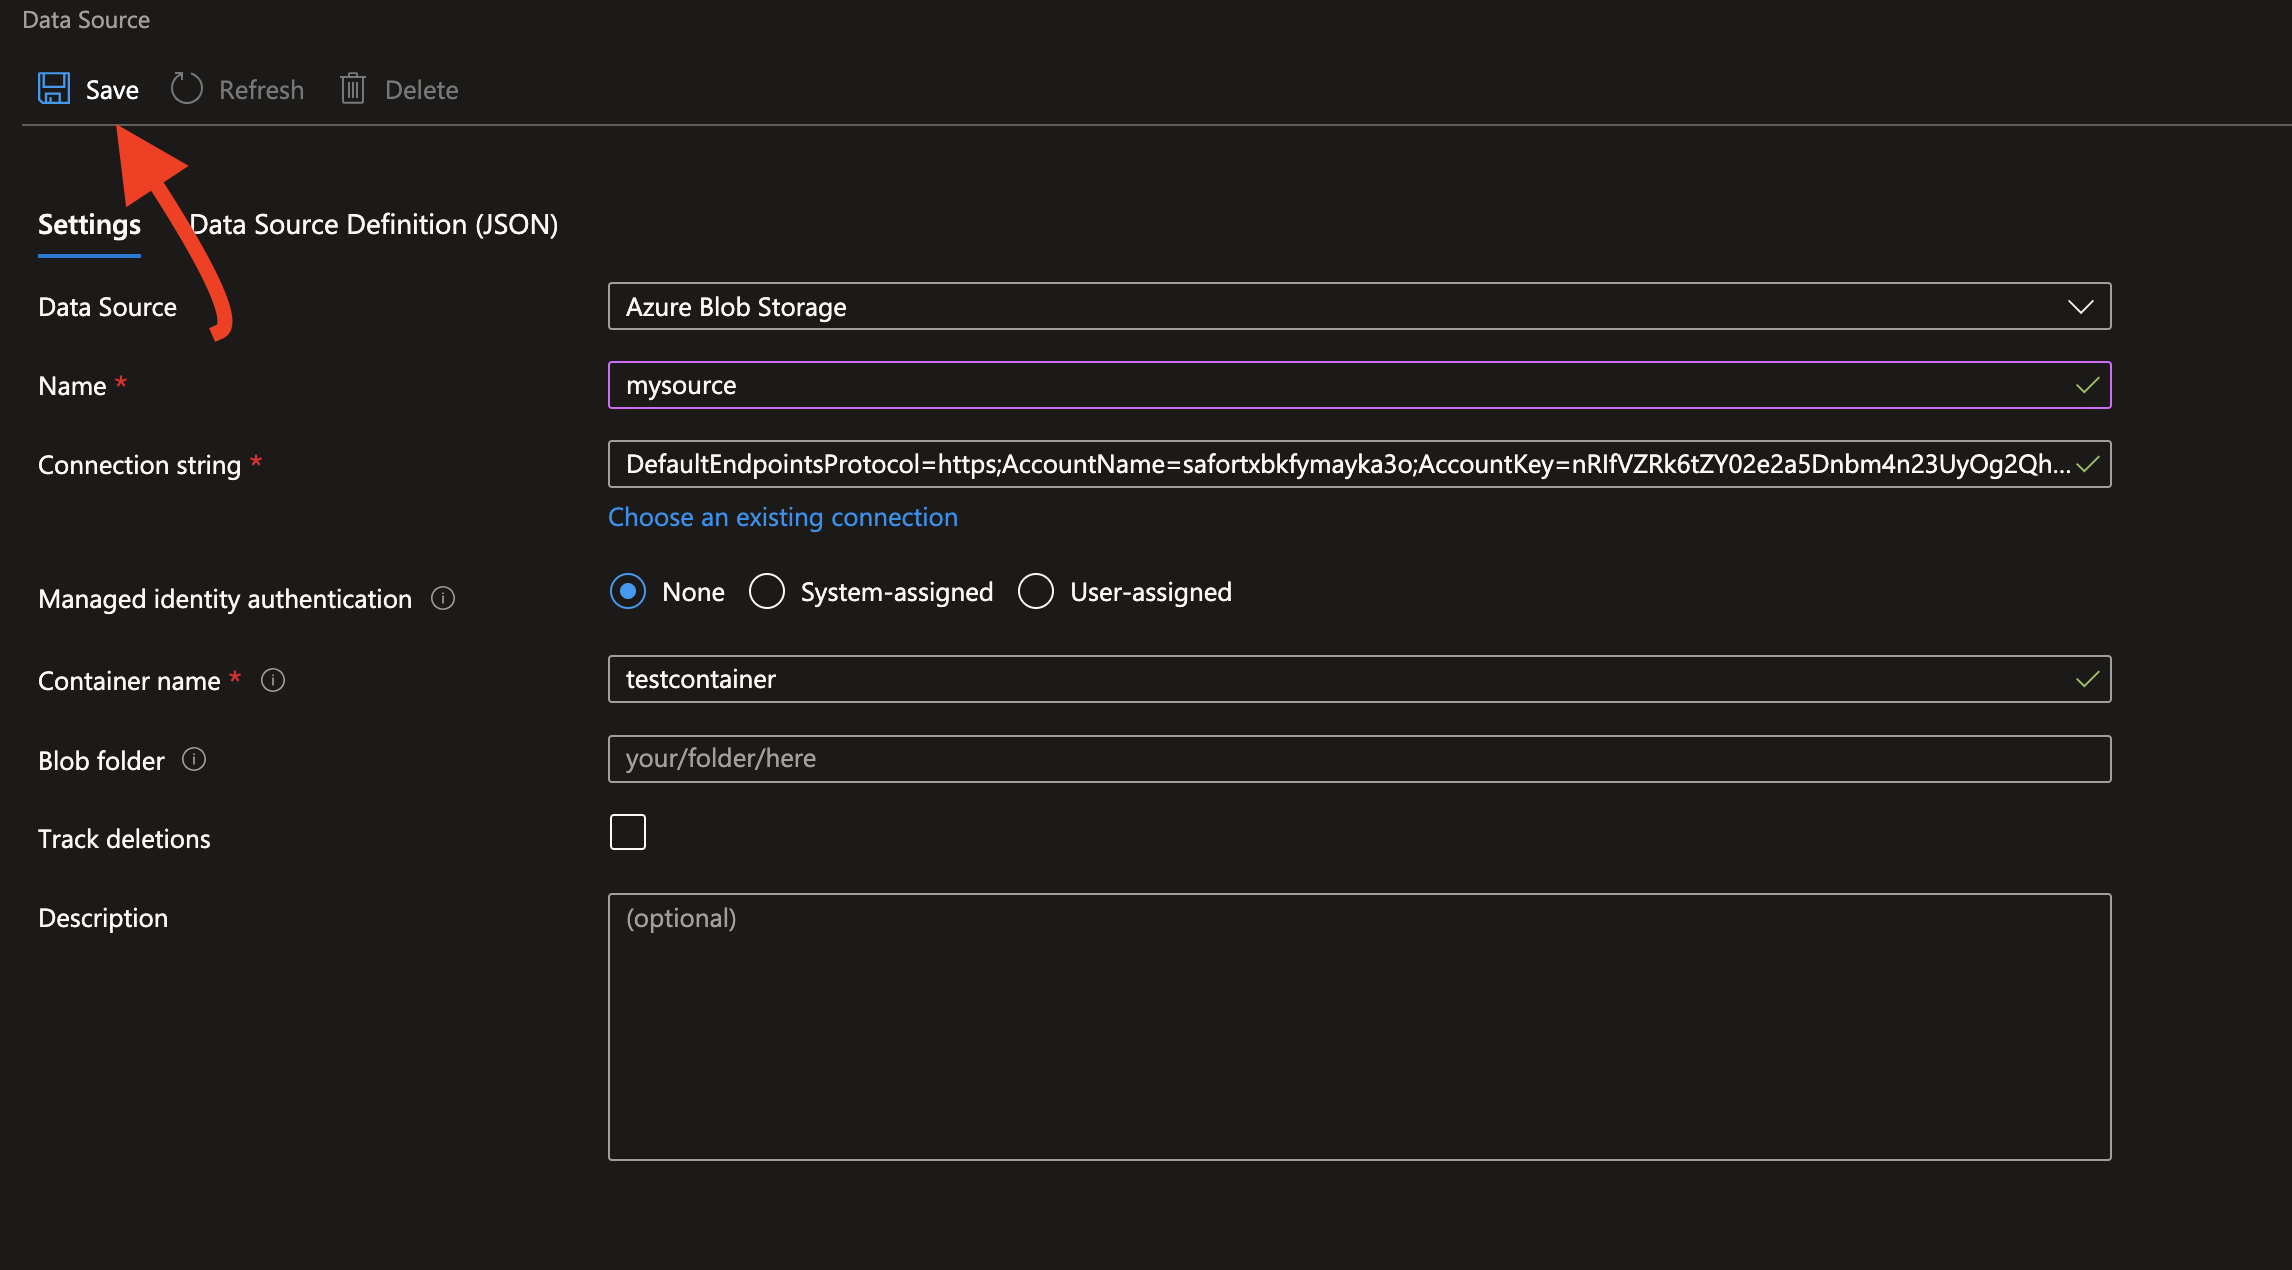 Data Source
Save Refresh Delete
Settings Data Source Definition (JSON)
Data Source Azure Blob Storage
Name * mysource
Connection string * DefaultEndpointsProtocol=https;AccountName=safortxbkfymayka3o;AccountKey=nRIfVZRk6tZY02e2a5Dnbm4n23UyOg2Qh...
Choose an existing connection
Managed identity authentication None System-assigned User-assigned
Container name * testcontainer
Blob folder your/folder/here
Track deletions
Description (optional)